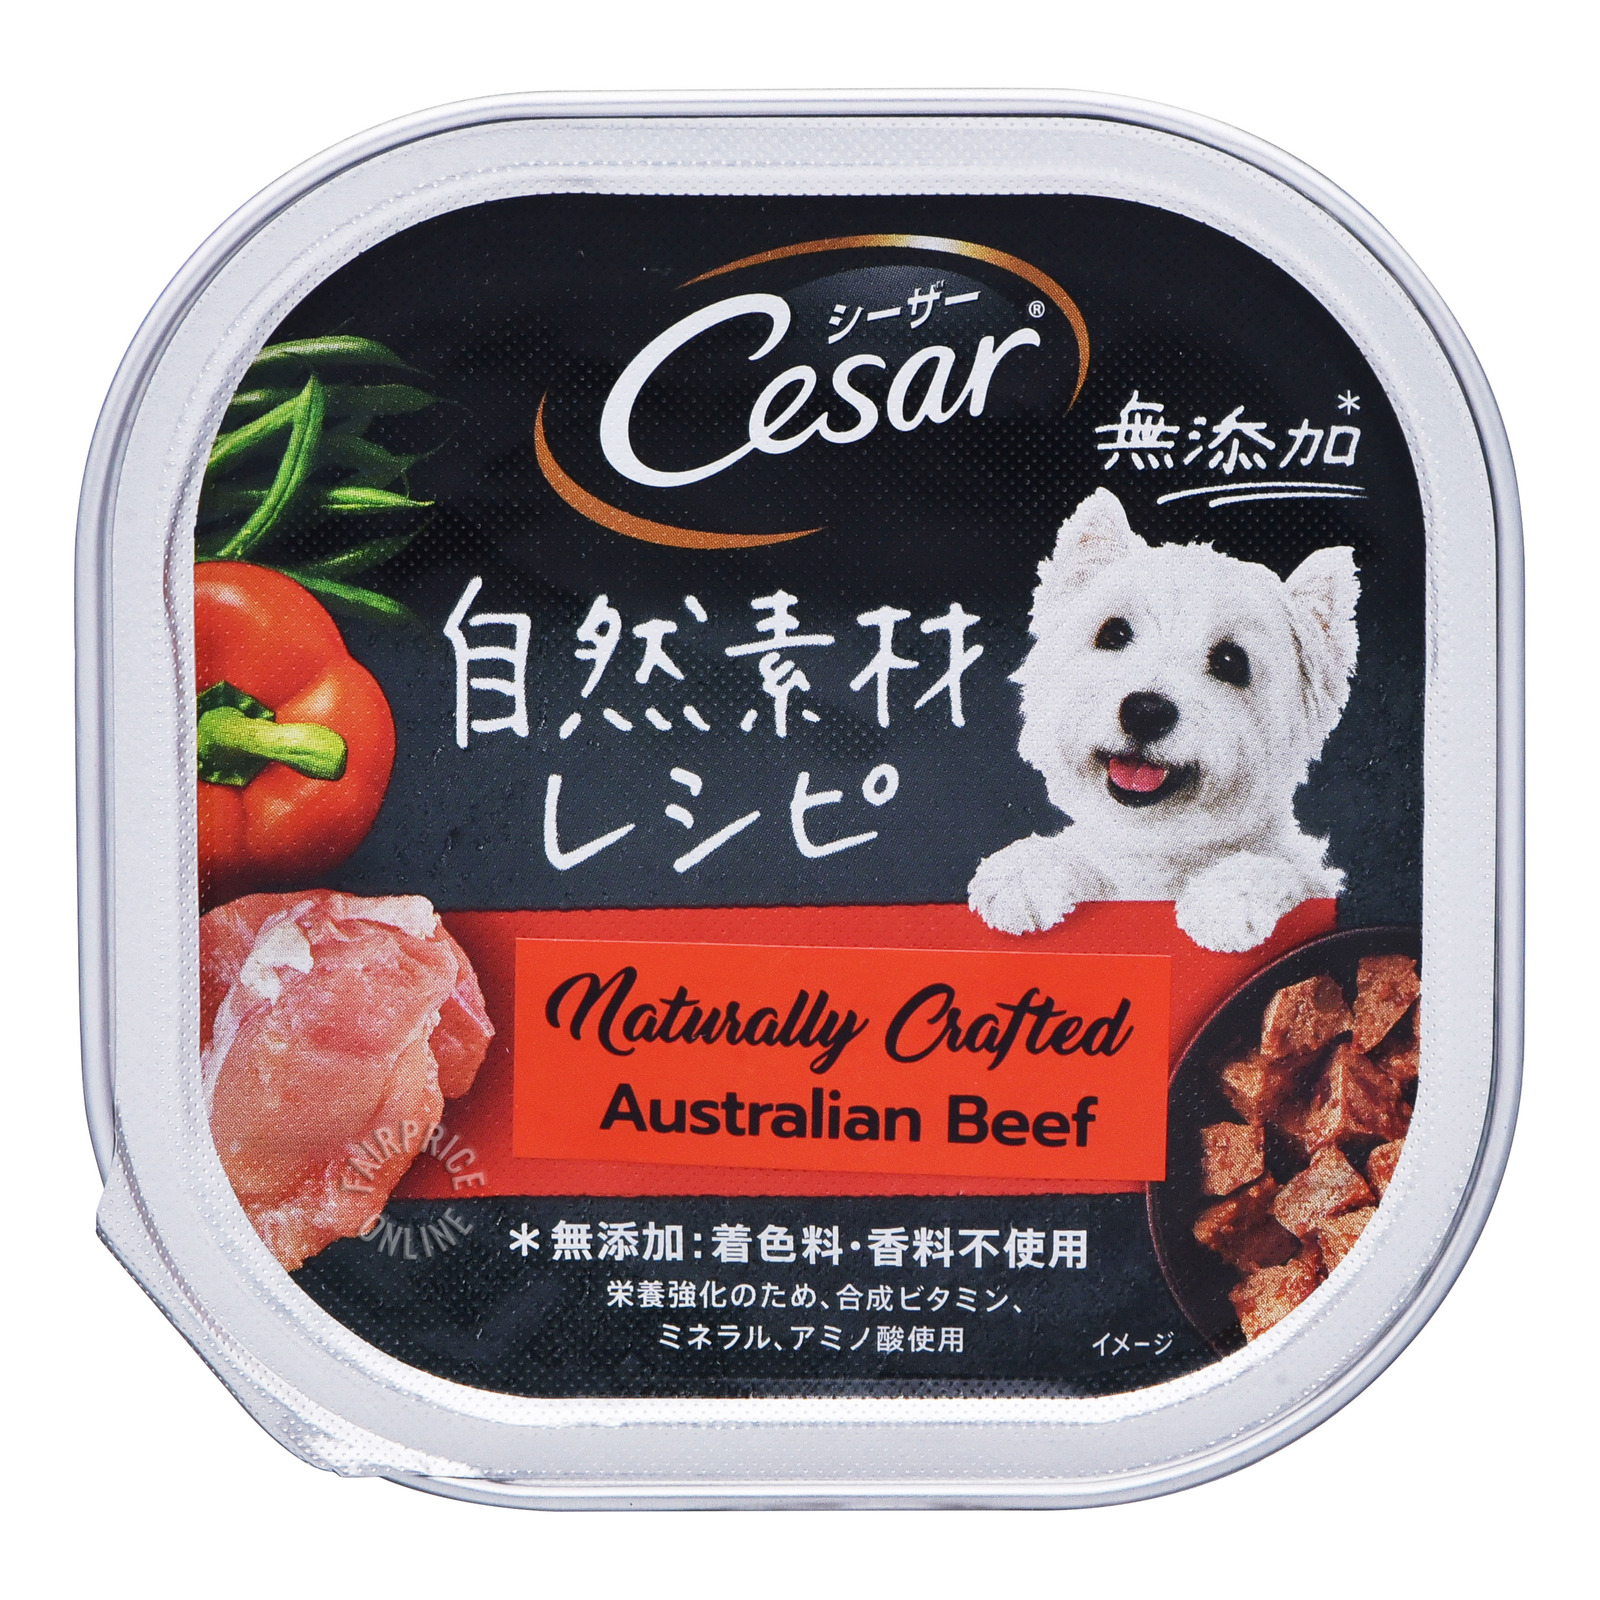 シーザー
Cesar®
無添加*
自然素材
レシピ
Naturally Crafted
Australian Beef
FAIRPRICE
ONLINE
*無添加:着色料・香料不使用
栄養強化のため、合成ビタミン、
ミネラル、アミノ酸使用
イメージ